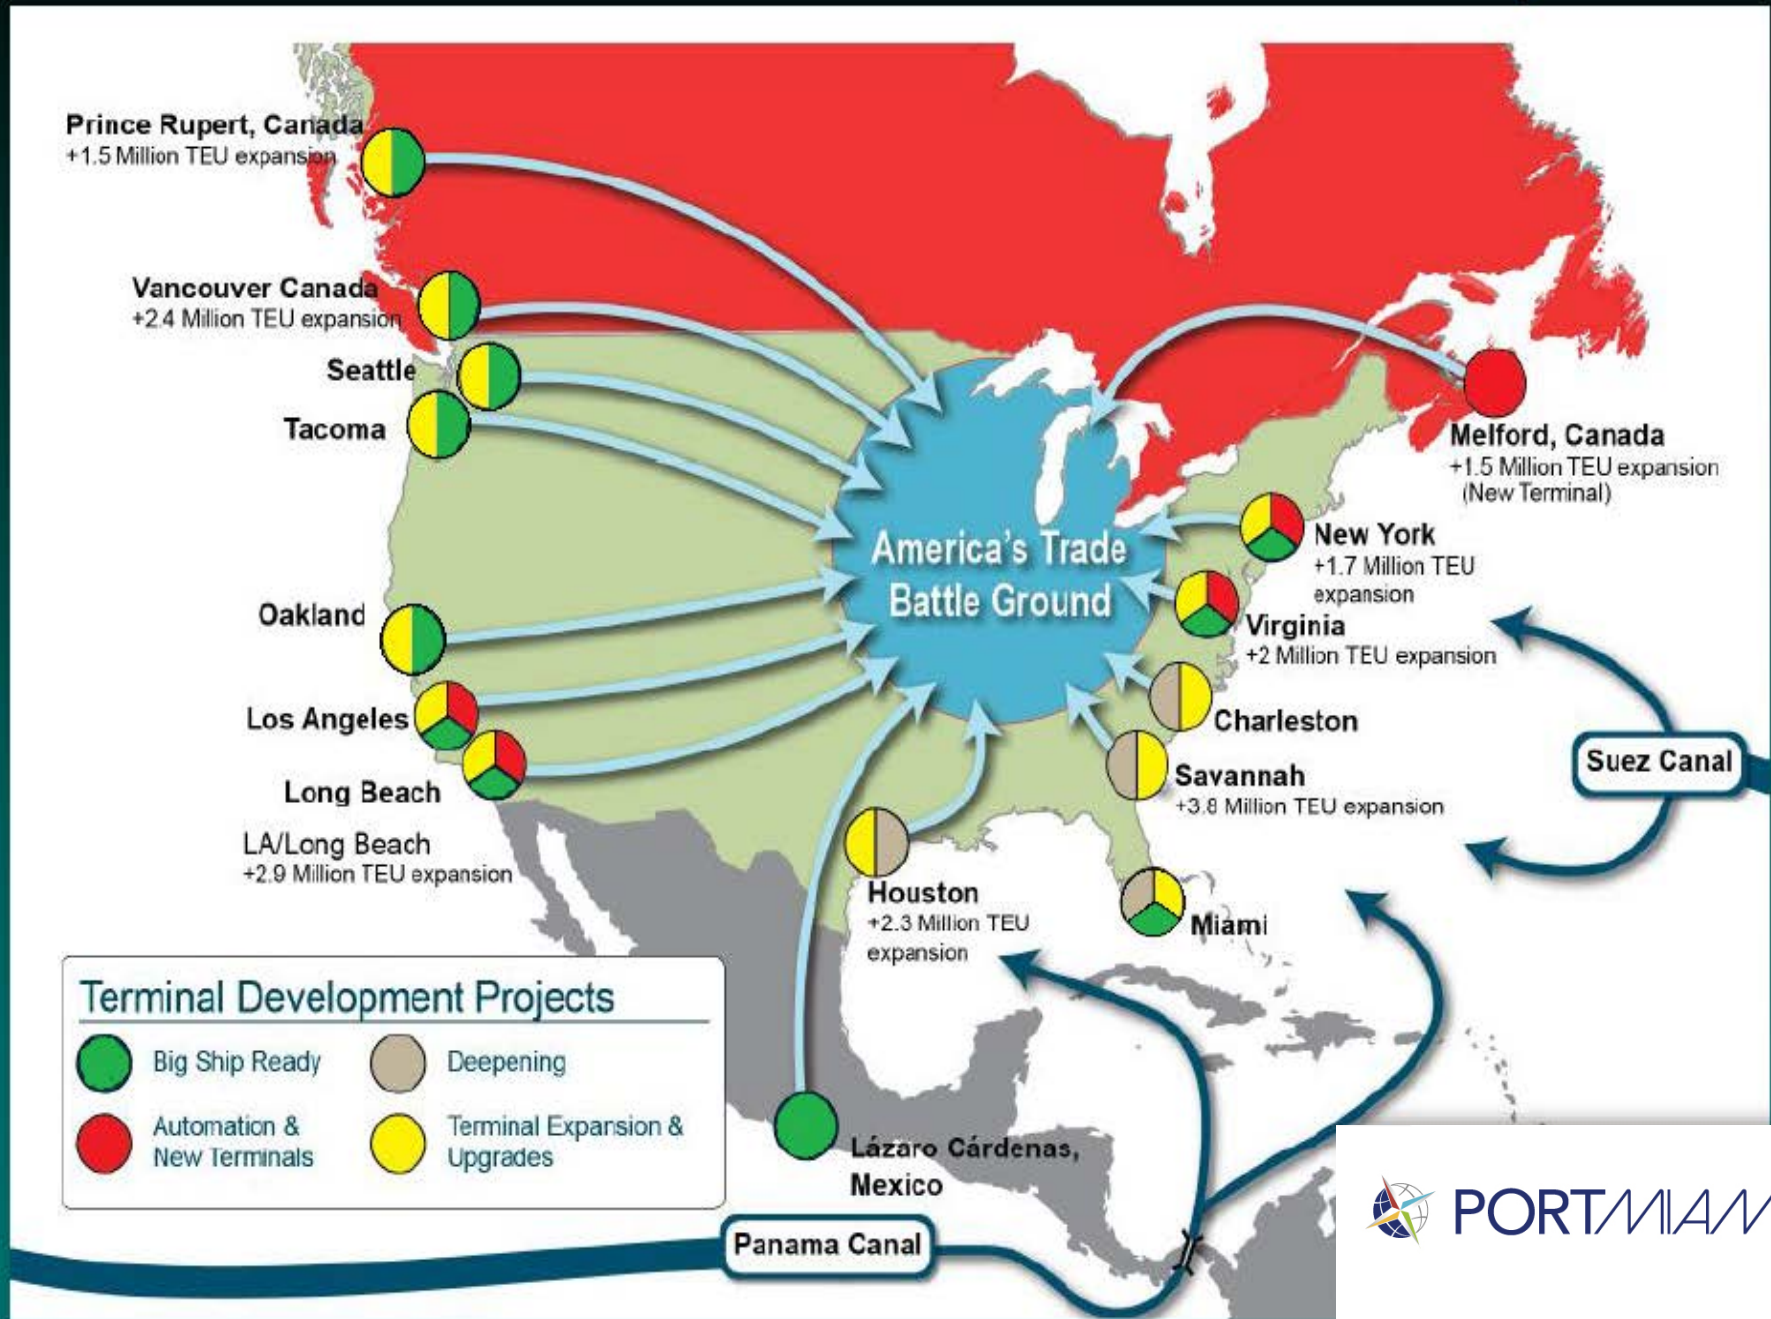 Prince Rupert, Canada
+1.5 Million TEU expansion
Vancouver Canada
+2.4 Million TEU expansion
Seattle
Tacoma
Oakland
Los Angeles
Long Beach
LA/Long Beach
+2.9 Million TEU expansion
America's Trade
Battle Ground
Melford, Canada
+1.5 Million TEU expansion
(New Terminal)
New York
+1.7 Million TEU
expansion
Virginia
+2 Million TEU expansion
Charleston
Savannah
+3.8 Million TEU expansion
Suez Canal
Houston
+2.3 Million TEU
expansion
Miami
Terminal Development Projects
Big Ship Ready
Deepening
Automation &
New Terminals
Terminal Expansion &
Upgrades
Lázaro Cárdenas,
Mexico
Panama Canal
PORTMIAM